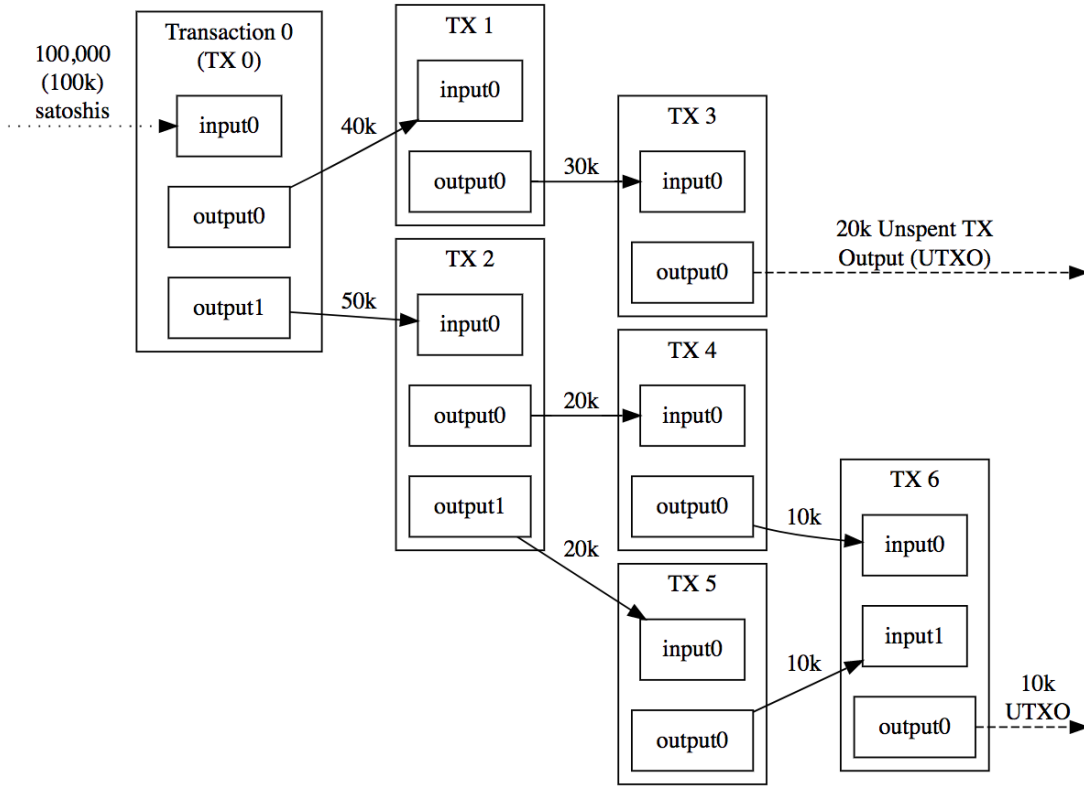 100,000
(100k)
satoshis
Transaction 0
(TX 0)
input0
output0
output1
40k
50k
TX 1
input0
output0
30k
TX 2
input0
output0
output1
20k
20k
TX 3
input0
output0
20k Unspent TX
Output (UTXO)
TX 4
input0
output0
10k
TX 5
input0
output0
10k
TX 6
input0
input1
output0
10k
UTXO